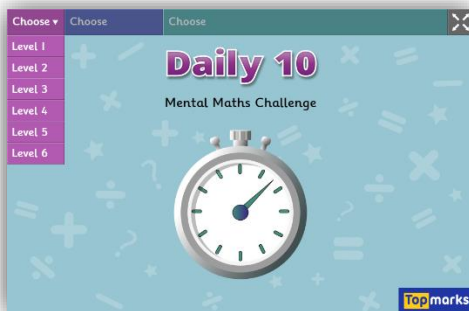 Choose ▾ Choose Choose
Level 1
Level 2
Level 3
Level 4
Level 5
Level 6
Daily 10
Mental Maths Challenge
Topmarks